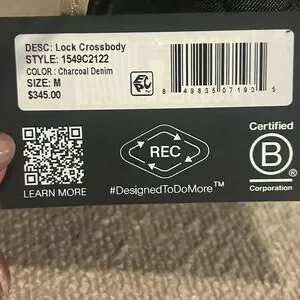 DESC: Lock Crossbody
STYLE: 1549C2122
COLOR : Charcoal Denim
SIZE: M
$345.00
8 49835 07193 5
REC
LEARN MORE
#DesignedToDoMore™
Certified
B®
Corporation